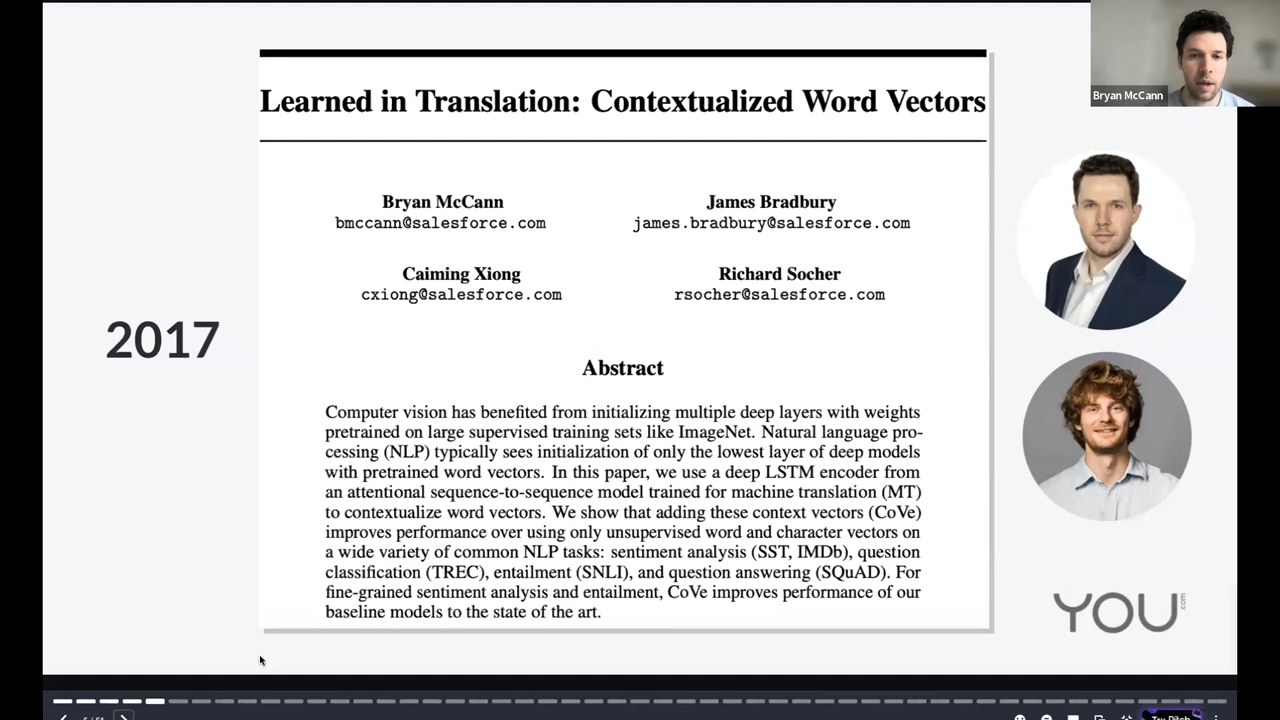 Bryan McCann
Learned in Translation: Contextualized Word Vectors
Bryan McCann
bmccann@salesforce.com
James Bradbury
james.bradbury@salesforce.com
Caiming Xiong
cxiong@salesforce.com
Richard Socher
rsocher@salesforce.com
2017
Abstract
Computer vision has benefited from initializing multiple deep layers with weights
pretrained on large supervised training sets like ImageNet. Natural language pro-
cessing (NLP) typically sees initialization of only the lowest layer of deep models
with pretrained word vectors. In this paper, we use a deep LSTM encoder from
an attentional sequence-to-sequence model trained for machine translation (MT)
to contextualize word vectors. We show that adding these context vectors (CoVe)
improves performance over using only unsupervised word and character vectors on
a wide variety of common NLP tasks: sentiment analysis (SST, IMDb), question
classification (TREC), entailment (SNLI), and question answering (SQuAD). For
fine-grained sentiment analysis and entailment, CoVe improves performance of our
baseline models to the state of the art.
YOU.com
Try Pitch